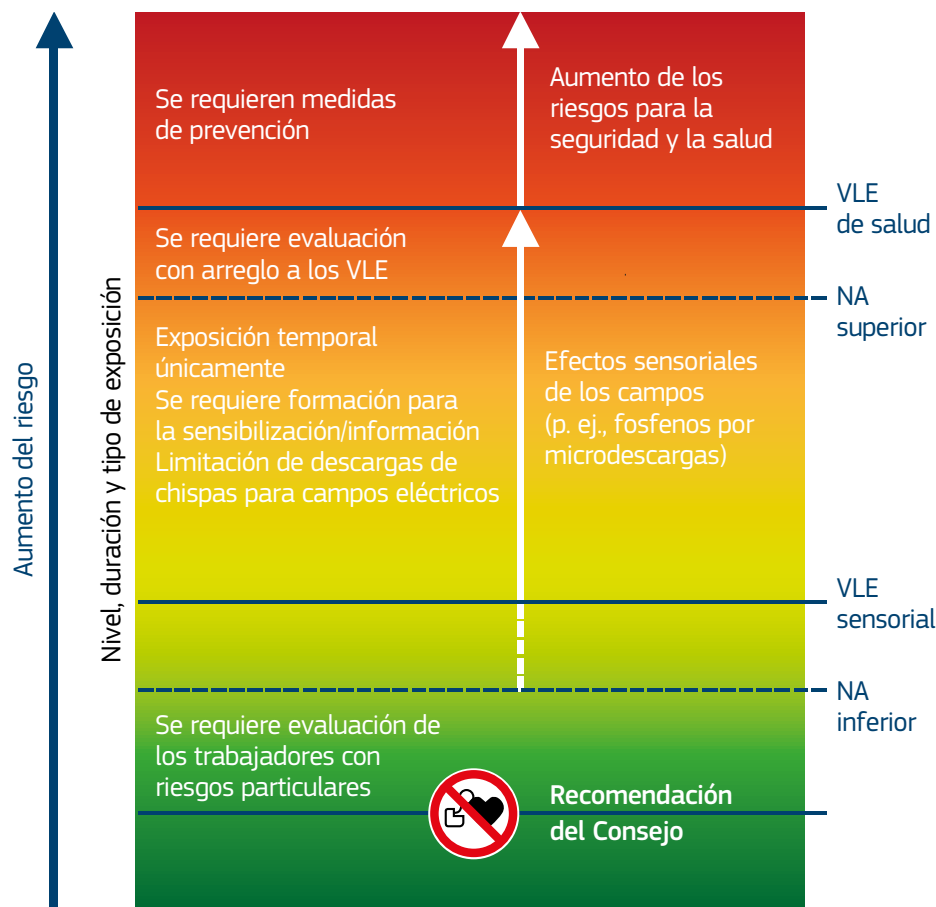 Aumento del riesgo
Nivel, duración y tipo de exposición
Se requieren medidas
de prevención
Aumento de los
riesgos para la
seguridad y la salud
VLE
de salud
Se requiere evaluación
con arreglo a los VLE
NA
superior
Exposición temporal
únicamente
Se requiere formación para
la sensibilización/información
Limitación de descargas de
chispas para campos eléctricos
Efectos sensoriales
de los campos
(p. ej., fosfenos por
microdescargas)
VLE
sensorial
NA
inferior
Se requiere evaluación de
los trabajadores con
riesgos particulares
Recomendación
del Consejo